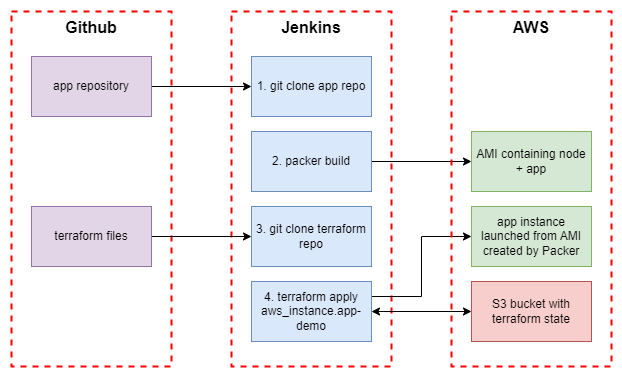 Github
Jenkins
AWS
app repository
1. git clone app repo
2. packer build
AMI containing node
+ app
terraform files
3. git clone terraform
repo
app instance
launched from AMI
created by Packer
4. terraform apply
aws_instance.app-
demo
S3 bucket with
terraform state